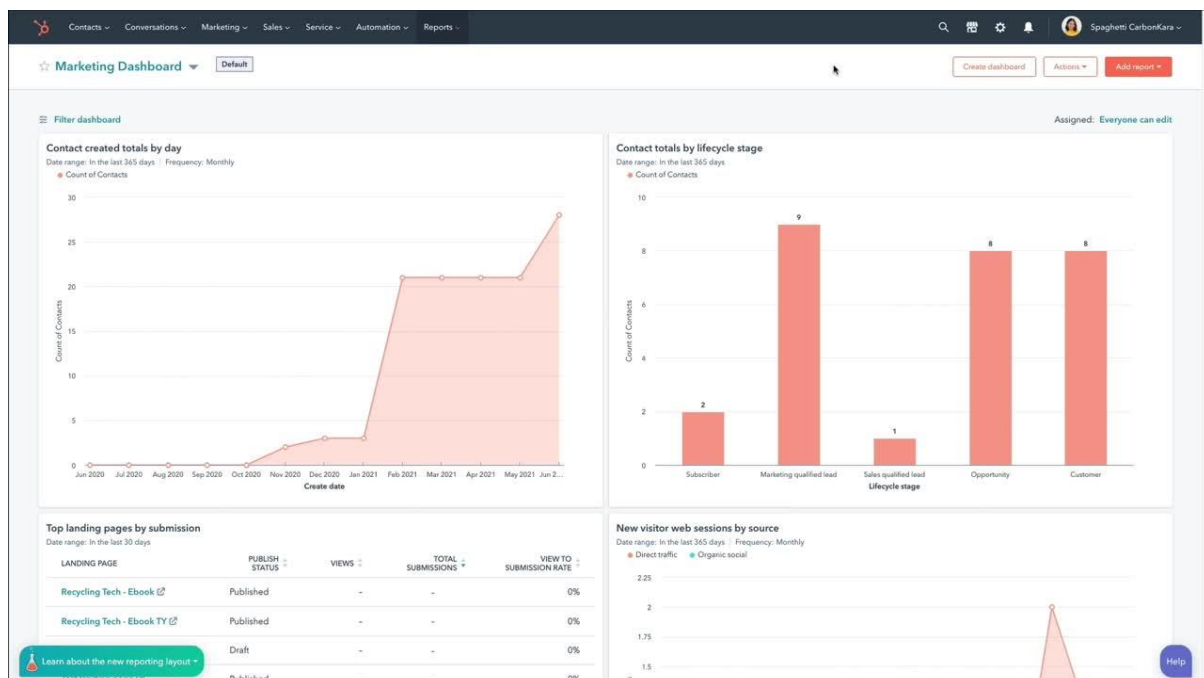 Contacts Conversations Marketing Sales Service Automation Reports Spaghetti CarbonKara
Marketing Dashboard Default Create dashboard Actions Add report
Filter dashboard Assigned: Everyone can edit
Contact created totals by day
Date range: In the last 365 days | Frequency: Monthly
Count of Contacts
30
25
20
15
10
5
0
Count of Contacts
Jun 2020 Jul 2020 Aug 2020 Sep 2020 Oct 2020 Nov 2020 Dec 2020 Jan 2021 Feb 2021 Mar 2021 Apr 2021 May 2021 Jun 2...
Create date
Contact totals by lifecycle stage
Date range: In the last 365 days
Count of Contacts
10
8
6
4
2
0
Count of Contacts
2 9 1 8 8
Subscriber Marketing qualified lead Sales qualified lead Opportunity Customer
Lifecycle stage
Top landing pages by submission
Date range: In the last 30 days
LANDING PAGE PUBLISH STATUS VIEWS TOTAL SUBMISSIONS VIEW TO SUBMISSION RATE
Recycling Tech - Ebook Published - - 0%
Recycling Tech - Ebook TY Published - - 0%
Draft - - 0%
Learn about the new reporting layout
New visitor web sessions by source
Date range: In the last 365 days | Frequency: Monthly
Direct traffic Organic social
2.25
2
1.75
1.5
Help